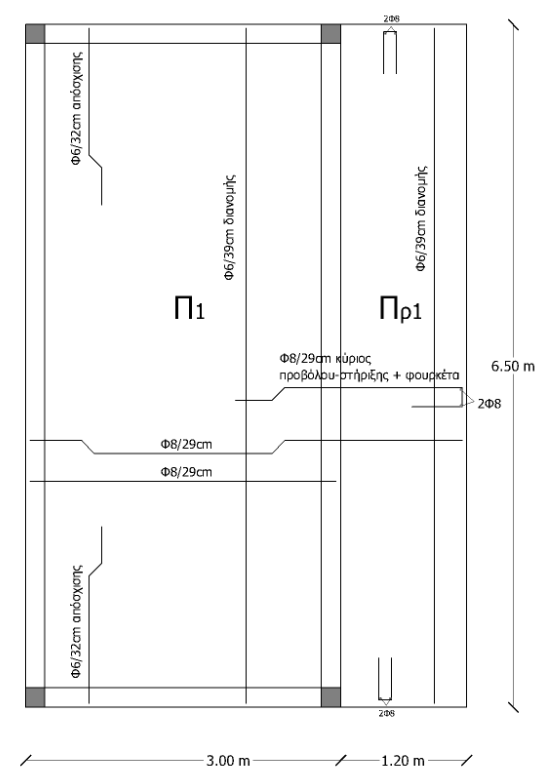 2Φ8
Φ6/32cm απόσχισης
Φ6/39cm διανομής
Φ6/39cm διανομής
Π1
Πρ1
Φ8/29cm κύριος
προβόλου-στήριξης + φουρκέτα
6.50 m
2Φ8
Φ8/29cm
Φ8/29cm
Φ6/32cm απόσχισης
2Φ8
3.00 m
1.20 m